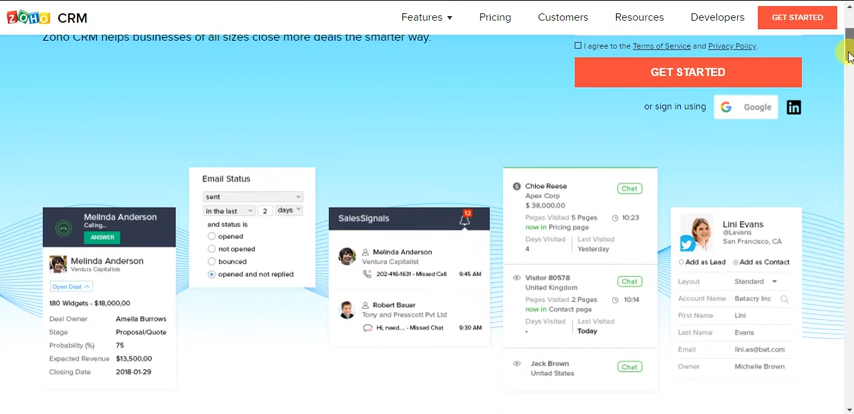 ZOHO CRM
Features Pricing Customers Resources Developers GET STARTED
Zoho CRM helps businesses of all sizes close more deals the smarter way.
I agree to the Terms of Service and Privacy Policy.
GET STARTED
or sign in using Google in
Melinda Anderson
Calling...
ANSWER
Melinda Anderson
Ventura Capitalists
Open Deal
180 Widgets - $18,000,00
Deal Owner Amelia Burrows
Stage Proposal/Quote
Probability (%) 75
Expected Revenue $13,500,00
Closing Date 2018-01-29
Email Status
sent
in the last 2 days
and status is
opened
not opened
bounced
opened and not replied
SalesSignals 12
Melinda Anderson
Ventura Capitalist
202-416-1631 - Missed Call 9:45 AM
Robert Bauer
Tony and Presscott Pvt Ltd
Hi, need... - Missed Chat 9:30 AM
Chloe Reese Chat
Apex Corp
$ 38,000.00
Pages Visited 5 Pages 10:23
now in Pricing page
Days Visited Last Visited
4 Yesterday
Visitor 80578 Chat
United Kingdom
Pages Visited 2 Pages 10:14
now in Contact page
Days Visited Last Visited
- Today
Jack Brown Chat
United States
Lini Evans
@Levans
San Francisco, CA
Add as Lead Add as Contact
Layout Standard
Account Name Betacry Inc
First Name Lini
Last Name Evans
Email lini.es@bet.com
Owner Michelle Brown